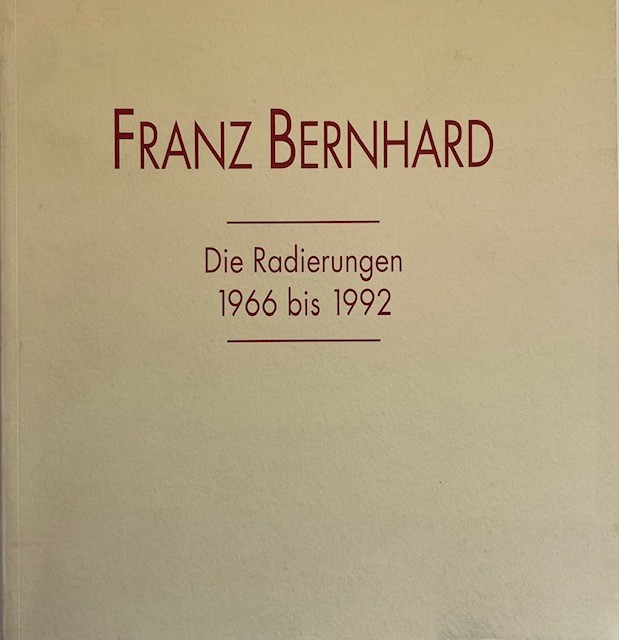 FRANZ BERNHARD
Die Radierungen
1966 bis 1992